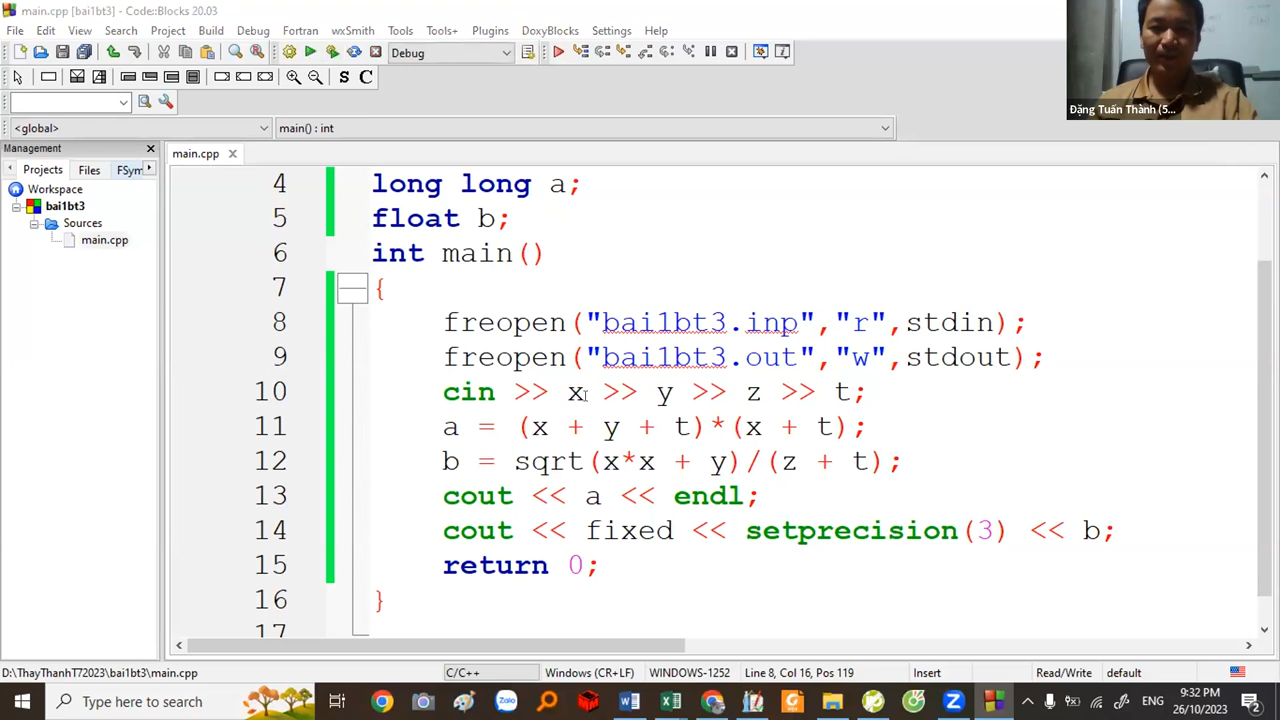 main.cpp [bai1bt3] - Code::Blocks 20.03
File Edit View Search Project Build Debug Fortran wxSmith Tools Tools+ Plugins DoxyBlocks Settings Help
Debug
S C
Đặng Tuấn Thành (5...
<global> main() : int
Management
main.cpp
Projects Files FSym
Workspace
bai1bt3
Sources
main.cpp
4 long long a;
5 float b;
6 int main()
7 {
8 freopen("bai1bt3.inp","r",stdin);
9 freopen("bai1bt3.out","w",stdout);
10 cin >> x >> y >> z >> t;
11 a = (x + y + t)*(x + t);
12 b = sqrt(x*x + y)/(z + t);
13 cout << a << endl;
14 cout << fixed << setprecision(3) << b;
15 return 0;
16 }
17
D:\ThayThanhT72023\bai1bt3\main.cpp C/C++ Windows (CR+LF) WINDOWS-1252 Line 8, Col 16, Pos 119 Insert Read/Write default
Type here to search
Zalo
ENG
9:32 PM
26/10/2023
2